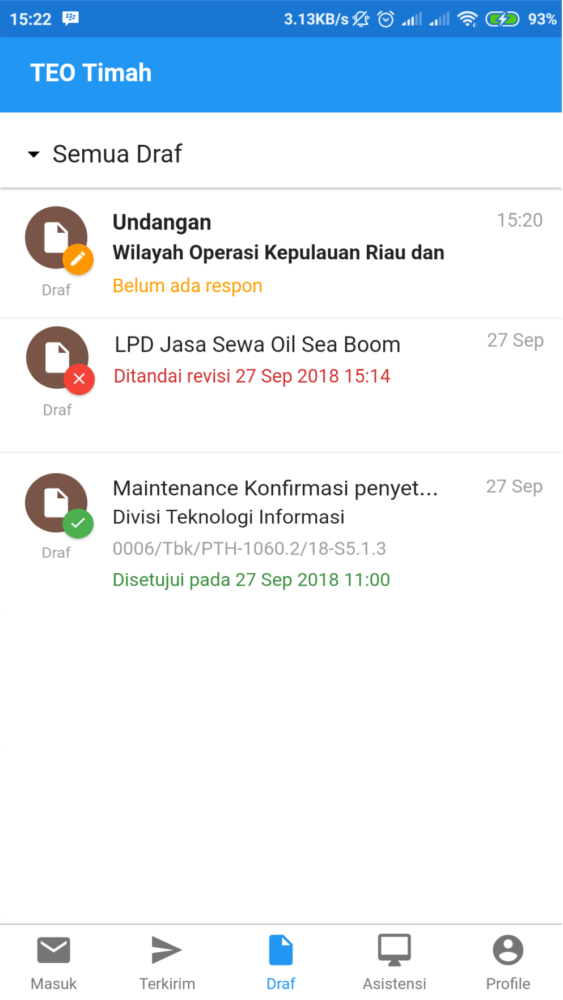 15:22
3.13KB/s
93%
TEO Timah
Semua Draf
Undangan
15:20
Wilayah Operasi Kepulauan Riau dan
Belum ada respon
Draf
LPD Jasa Sewa Oil Sea Boom
27 Sep
Ditandai revisi 27 Sep 2018 15:14
Draf
Maintenance Konfirmasi penyet...
27 Sep
Divisi Teknologi Informasi
0006/Tbk/PTH-1060.2/18-S5.1.3
Draf
Disetujui pada 27 Sep 2018 11:00
Masuk
Terkirim
Draf
Asistensi
Profile